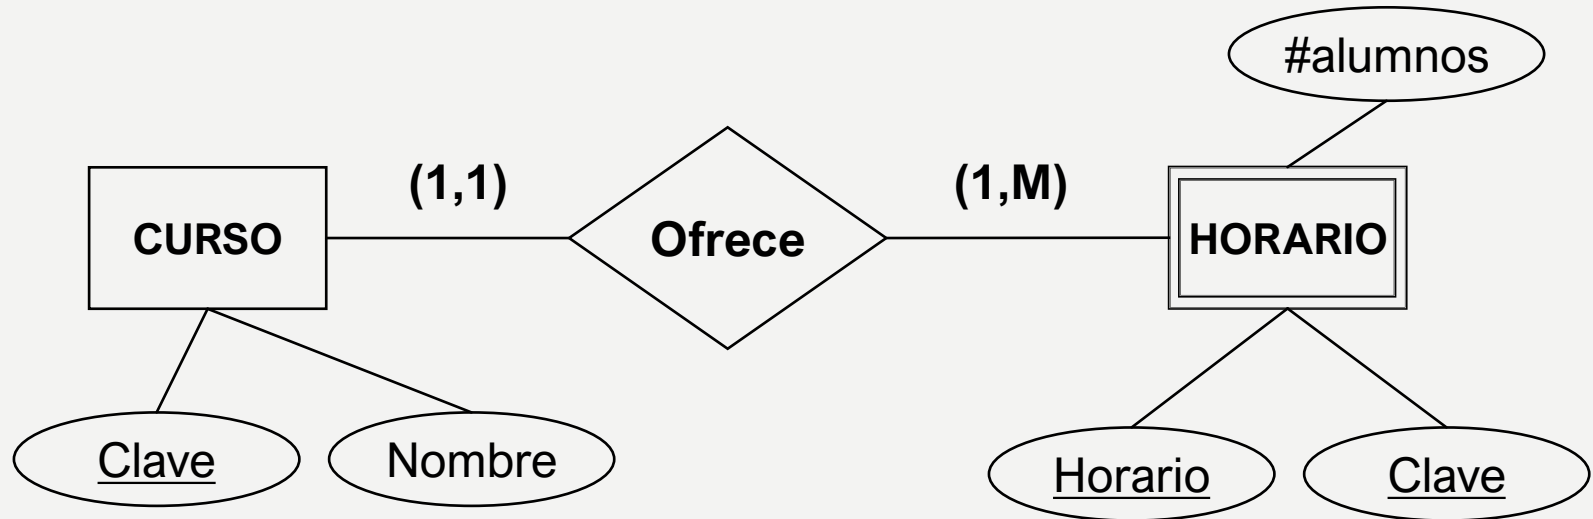 #alumnos
(1,1)
(1,M)
CURSO
Ofrece
HORARIO
Clave
Nombre
Horario
Clave